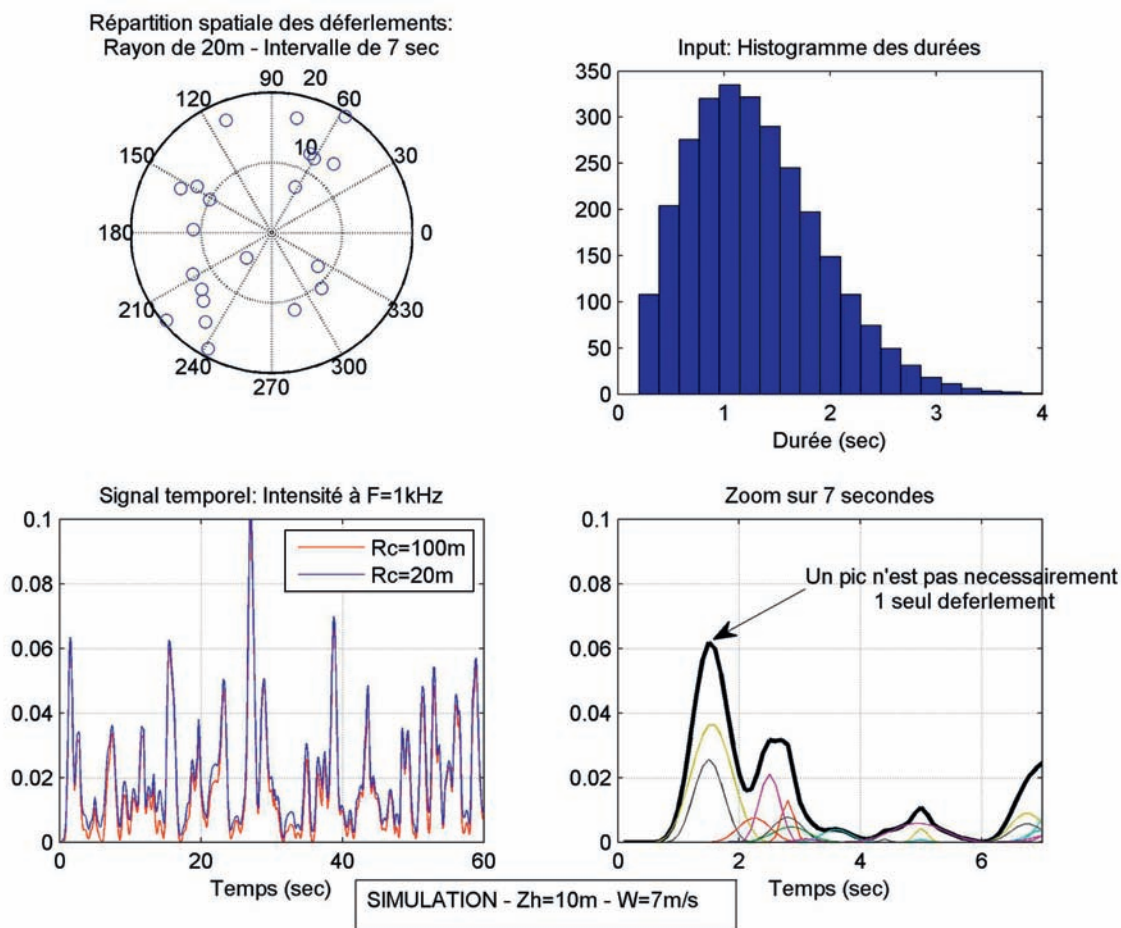 Répartition spatiale des déferlements:
Rayon de 20m - Intervalle de 7 sec
90
20
120
60
10
150
30
180
0
210
330
240
300
270
Input: Histogramme des durées
350
300
250
200
150
100
50
0
0 1 2 3 4
Durée (sec)
Signal temporel: Intensité à F=1kHz
0.1
0.08
0.06
0.04
0.02
0
Rc=100m
Rc=20m
0 20 40 60
Temps (sec)
Zoom sur 7 secondes
0.1
0.08
0.06
0.04
0.02
0
Un pic n'est pas necessairement
1 seul deferlement
2 4 6
Temps (sec)
SIMULATION - Zh=10m - W=7m/s